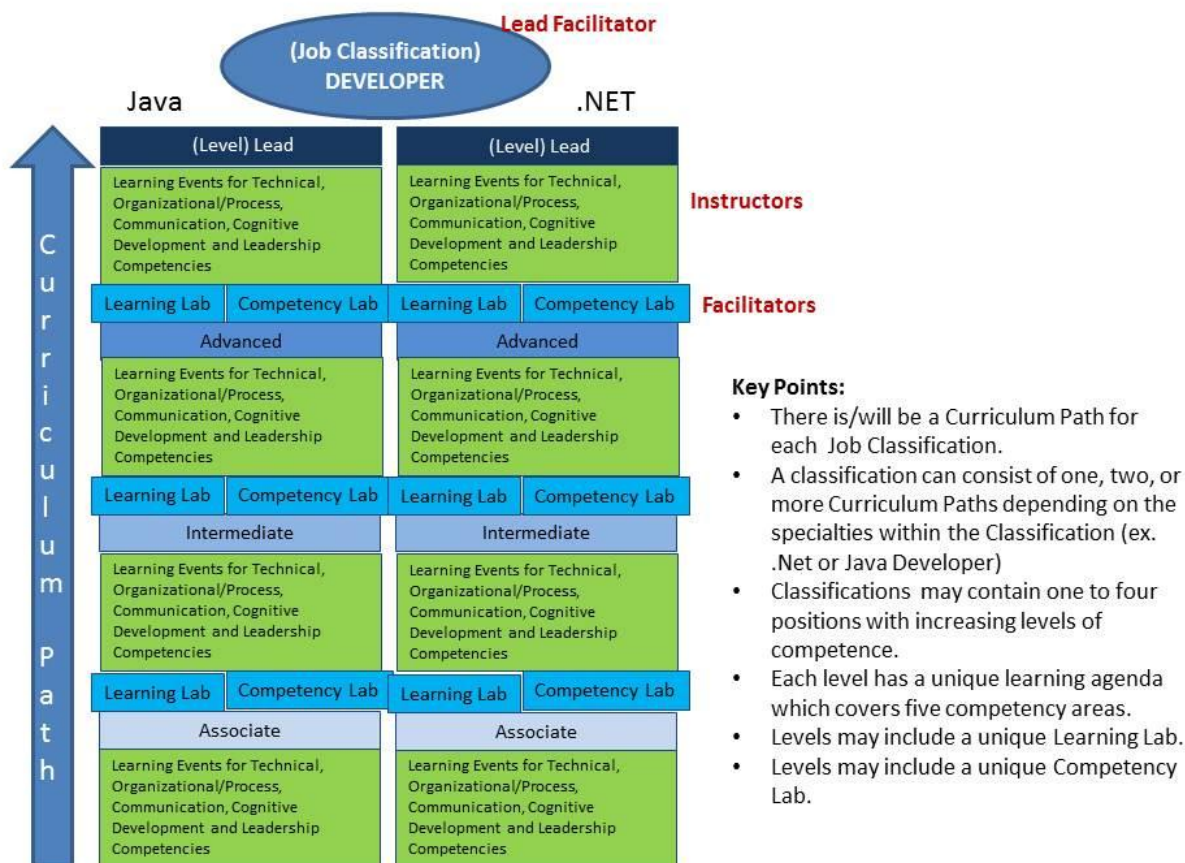 Lead Facilitator
(Job Classification)
DEVELOPER
Java
.NET
Curriculum Path
(Level) Lead
Learning Events for Technical,
Organizational/Process,
Communication, Cognitive
Development and Leadership
Competencies
(Level) Lead
Learning Events for Technical,
Organizational/Process,
Communication, Cognitive
Development and Leadership
Competencies
Instructors
Learning Lab
Competency Lab
Learning Lab
Competency Lab
Facilitators
Advanced
Learning Events for Technical,
Organizational/Process,
Communication, Cognitive
Development and Leadership
Competencies
Advanced
Learning Events for Technical,
Organizational/Process,
Communication, Cognitive
Development and Leadership
Competencies
Learning Lab
Competency Lab
Learning Lab
Competency Lab
Intermediate
Learning Events for Technical,
Organizational/Process,
Communication, Cognitive
Development and Leadership
Competencies
Intermediate
Learning Events for Technical,
Organizational/Process,
Communication, Cognitive
Development and Leadership
Competencies
Learning Lab
Competency Lab
Learning Lab
Competency Lab
Associate
Learning Events for Technical,
Organizational/Process,
Communication, Cognitive
Development and Leadership
Competencies
Associate
Learning Events for Technical,
Organizational/Process,
Communication, Cognitive
Development and Leadership
Competencies
Key Points:
• There is/will be a Curriculum Path for
each Job Classification.
• A classification can consist of one, two, or
more Curriculum Paths depending on the
specialties within the Classification (ex.
.Net or Java Developer)
• Classifications may contain one to four
positions with increasing levels of
competence.
• Each level has a unique learning agenda
which covers five competency areas.
• Levels may include a unique Learning Lab.
• Levels may include a unique Competency
Lab.